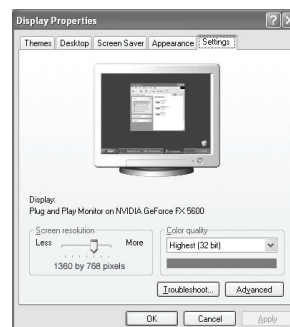 Display Properties
Themes Desktop Screen Saver Appearance Settings
Display:
Plug and Play Monitor on NVIDIA GeForce FX 5600
Screen resolution
Less More
1360 by 768 pixels
Color quality
Highest (32 bit)
Troubleshoot... Advanced
OK Cancel Apply